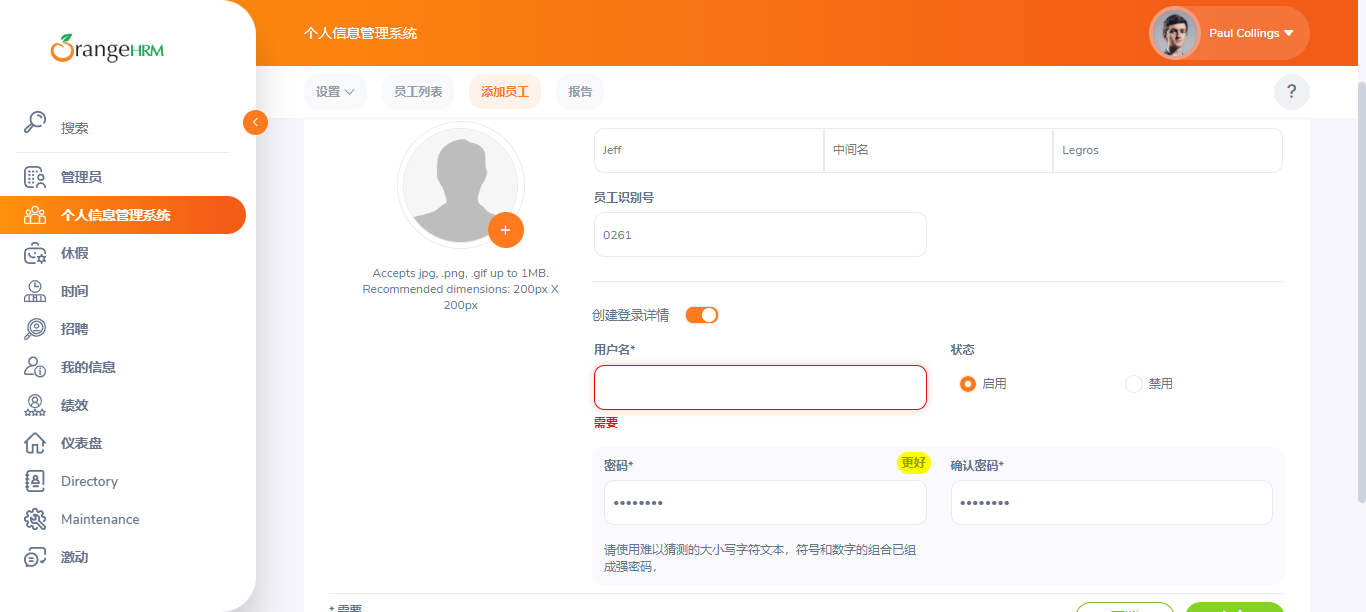 OrangeHRM
个人信息管理系统
Paul Collings
设置
员工列表
添加员工
报告
?
搜索
管理员
个人信息管理系统
休假
时间
招聘
我的信息
绩效
仪表盘
Directory
Maintenance
激动
Accepts jpg, .png, .gif up to 1MB.
Recommended dimensions: 200px X
200px
Jeff
中间名
Legros
员工识别号
0261
创建登录详情
用户名*
需要
状态
启用
禁用
密码*
更好
确认密码*
••••••••
••••••••
请使用难以猜测的大小写字符文本，符号和数字的组合已组
成强密码，
* 需要